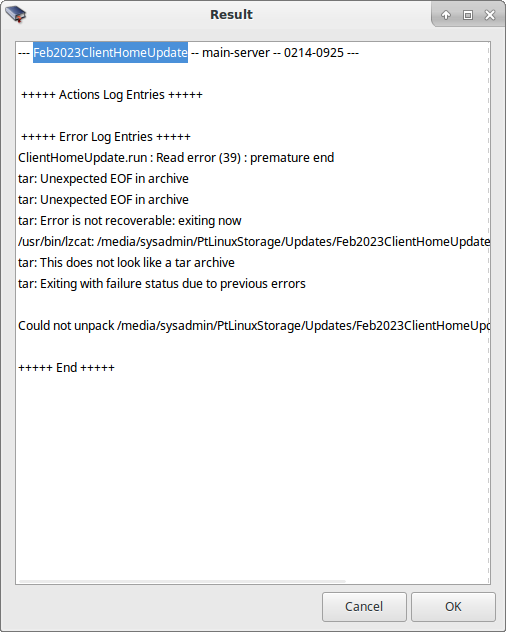 Result
--- Feb2023ClientHomeUpdate -- main-server -- 0214-0925 ---
+++++ Actions Log Entries +++++
+++++ Error Log Entries +++++
ClientHomeUpdate.run : Read error (39) : premature end
tar: Unexpected EOF in archive
tar: Unexpected EOF in archive
tar: Error is not recoverable: exiting now
/usr/bin/lzcat: /media/sysadmin/PtLinuxStorage/Updates/Feb2023ClientHomeUpdate
tar: This does not look like a tar archive
tar: Exiting with failure status due to previous errors
Could not unpack /media/sysadmin/PtLinuxStorage/Updates/Feb2023ClientHomeUpd
+++++ End +++++
Cancel OK